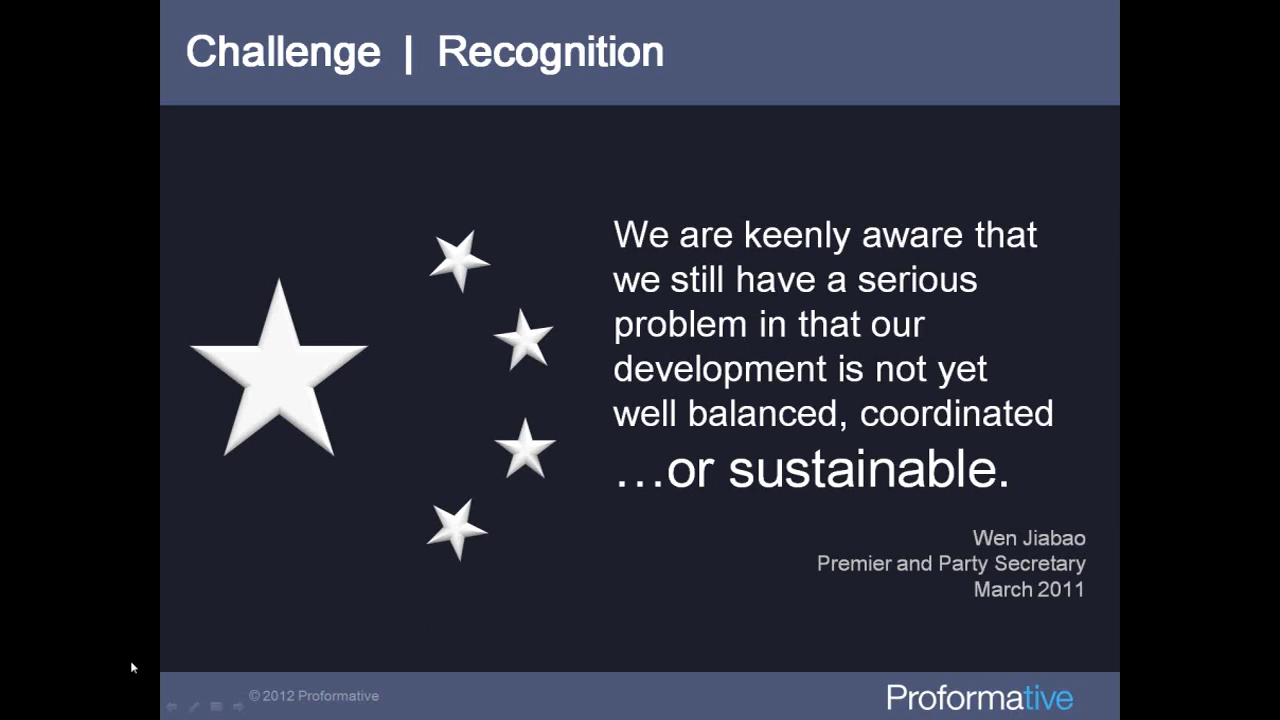 Challenge | Recognition
We are keenly aware that
we still have a serious
problem in that our
development is not yet
well balanced, coordinated
…or sustainable.
Wen Jiabao
Premier and Party Secretary
March 2011
© 2012 Proformative
Proformative